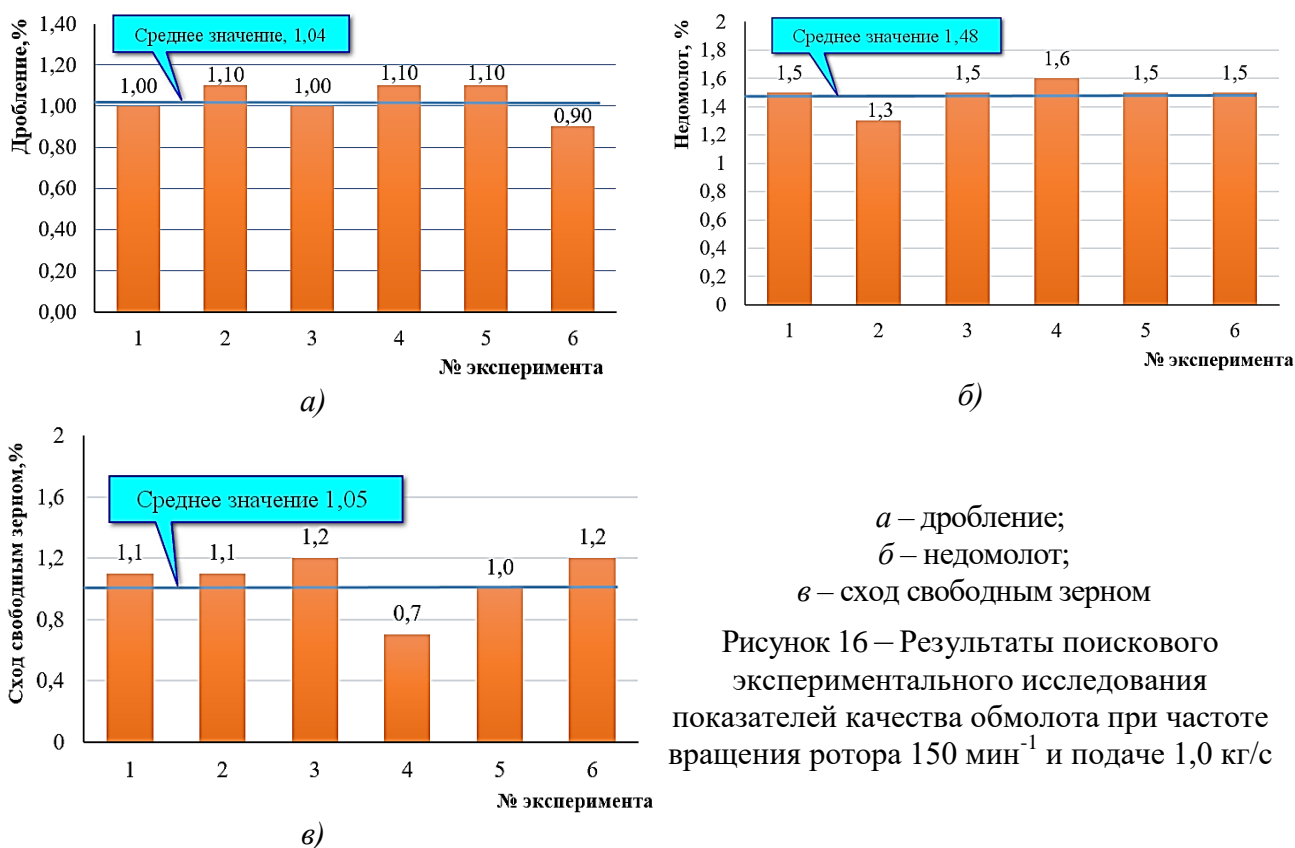 Дробление,%
1,40
1,20
1,00
0,80
0,60
0,40
0,20
0,00
Среднее значение, 1,04
1,00 1,10 1,00 1,10 1,10 0,90
1 2 3 4 5 6
№ эксперимента
а)
Недомолот, %
2
1,8
1,6
1,4
1,2
1
0,8
0,6
0,4
0,2
0
Среднее значение 1,48
1,5 1,3 1,5 1,6 1,5 1,5
1 2 3 4 5 6
№ эксперимента
б)
Сход свободным зерном,%
2
1,6
1,2
0,8
0,4
0
Среднее значение 1,05
1,1 1,1 1,2 0,7 1,0 1,2
1 2 3 4 5 6
№ эксперимента
в)
а – дробление;
б – недомолот;
в – сход свободным зерном
Рисунок 16 – Результаты поискового
экспериментального исследования
показателей качества обмолота при частоте
вращения ротора 150 мин⁻¹ и подаче 1,0 кг/с